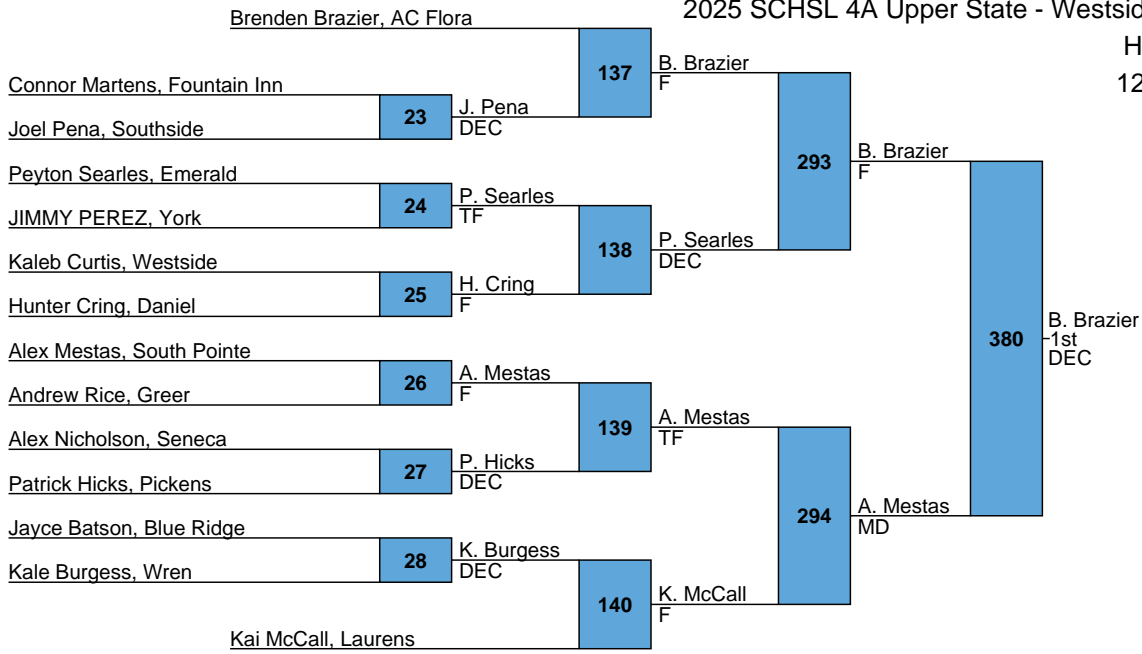 2025 SCHSL 4A Upper State - Westsid
H
12
Brenden Brazier, AC Flora
137
B. Brazier
F
Connor Martens, Fountain Inn
23
J. Pena
DEC
Joel Pena, Southside
293
B. Brazier
F
Peyton Searles, Emerald
24
P. Searles
TF
JIMMY PEREZ, York
138
P. Searles
DEC
Kaleb Curtis, Westside
25
H. Cring
F
Hunter Cring, Daniel
380
B. Brazier
1st
DEC
Alex Mestas, South Pointe
26
A. Mestas
F
Andrew Rice, Greer
139
A. Mestas
TF
Alex Nicholson, Seneca
27
P. Hicks
DEC
Patrick Hicks, Pickens
294
A. Mestas
MD
Jayce Batson, Blue Ridge
28
K. Burgess
DEC
Kale Burgess, Wren
140
K. McCall
F
Kai McCall, Laurens